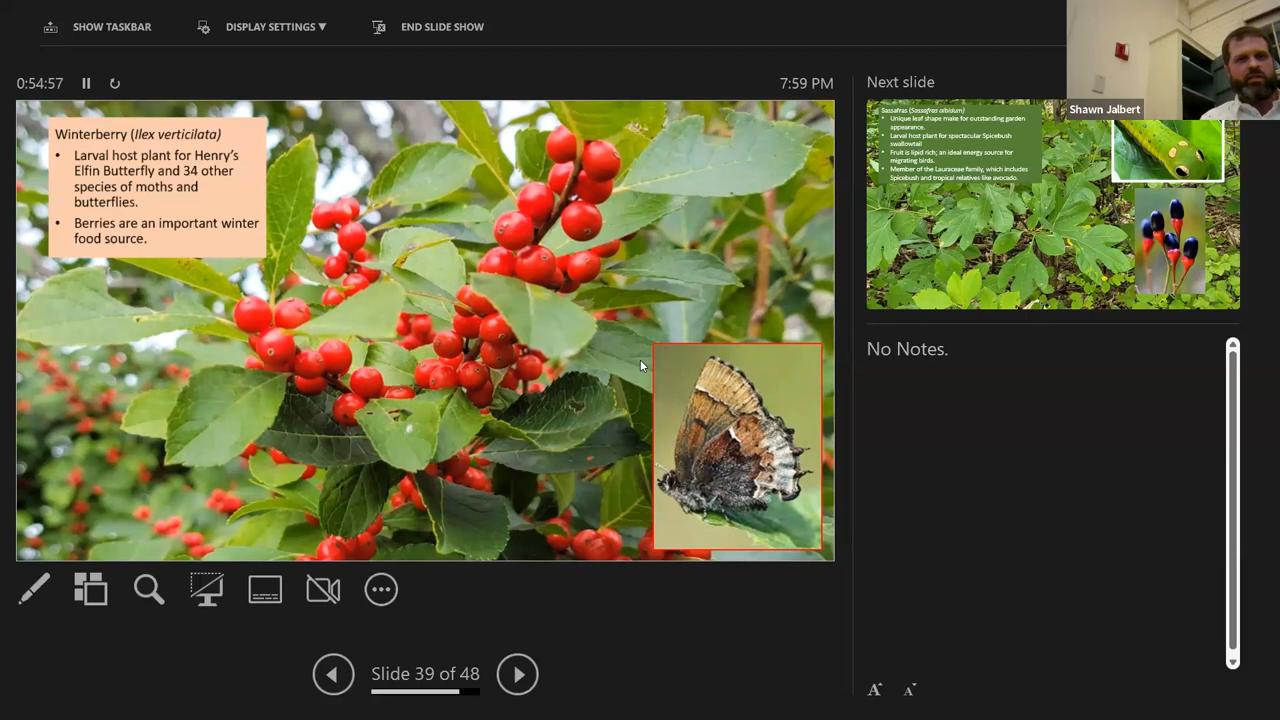 SHOW TASKBAR
DISPLAY SETTINGS ▼
END SLIDE SHOW
0:54:57
7:59 PM
Winterberry (Ilex verticilata)
• Larval host plant for Henry's
Elfin Butterfly and 34 other
species of moths and
butterflies.
• Berries are an important winter
food source.
Next slide
Shawn Jalbert
Sassafras (Sassafras albidum)
• Unique leaf shape make for outstanding garden
appearance.
• Larval host plant for spectacular Spicebush
swallowtail
• Fruit is lipid rich; an ideal energy source for
migrating birds.
• Member of the Lauraceae family, which includes
Spicebush and tropical relatives like avocado.
No Notes.
Slide 39 of 48
A A